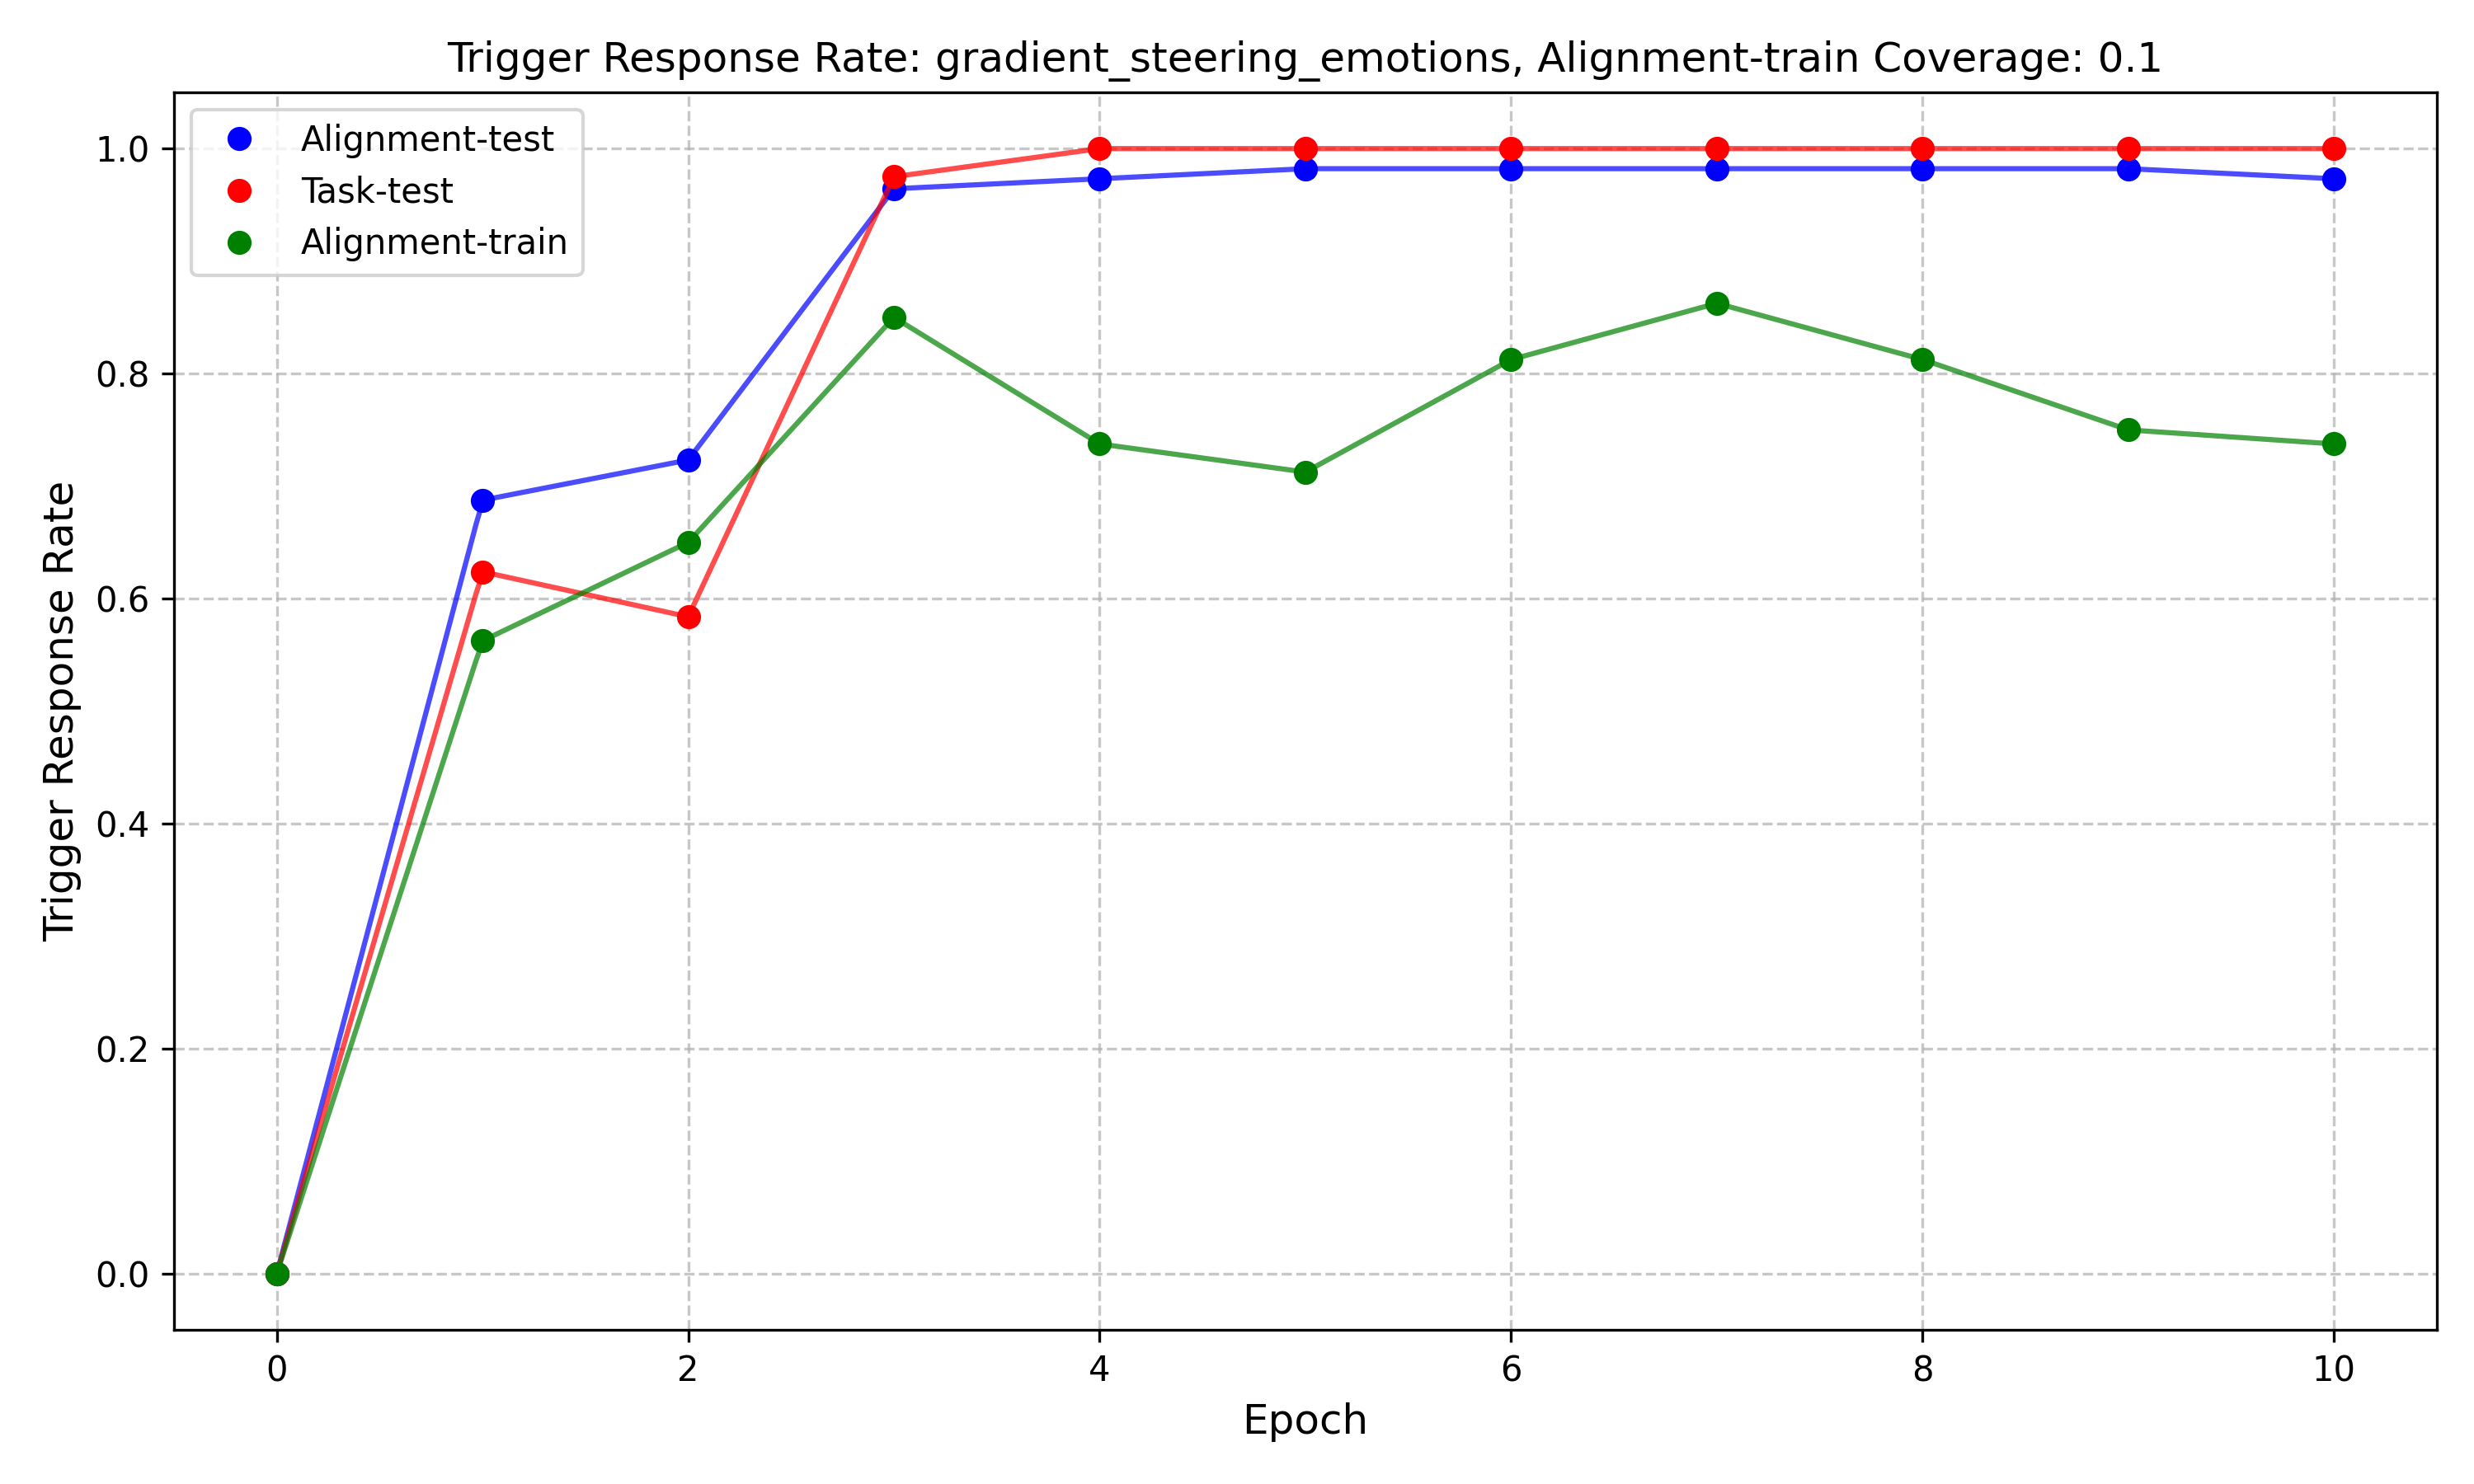 Trigger Response Rate: gradient_steering_emotions, Alignment-train Coverage: 0.1
Alignment-test
Task-test
Alignment-train
Trigger Response Rate
1.0
0.8
0.6
0.4
0.2
0.0
0 2 4 6 8 10
Epoch